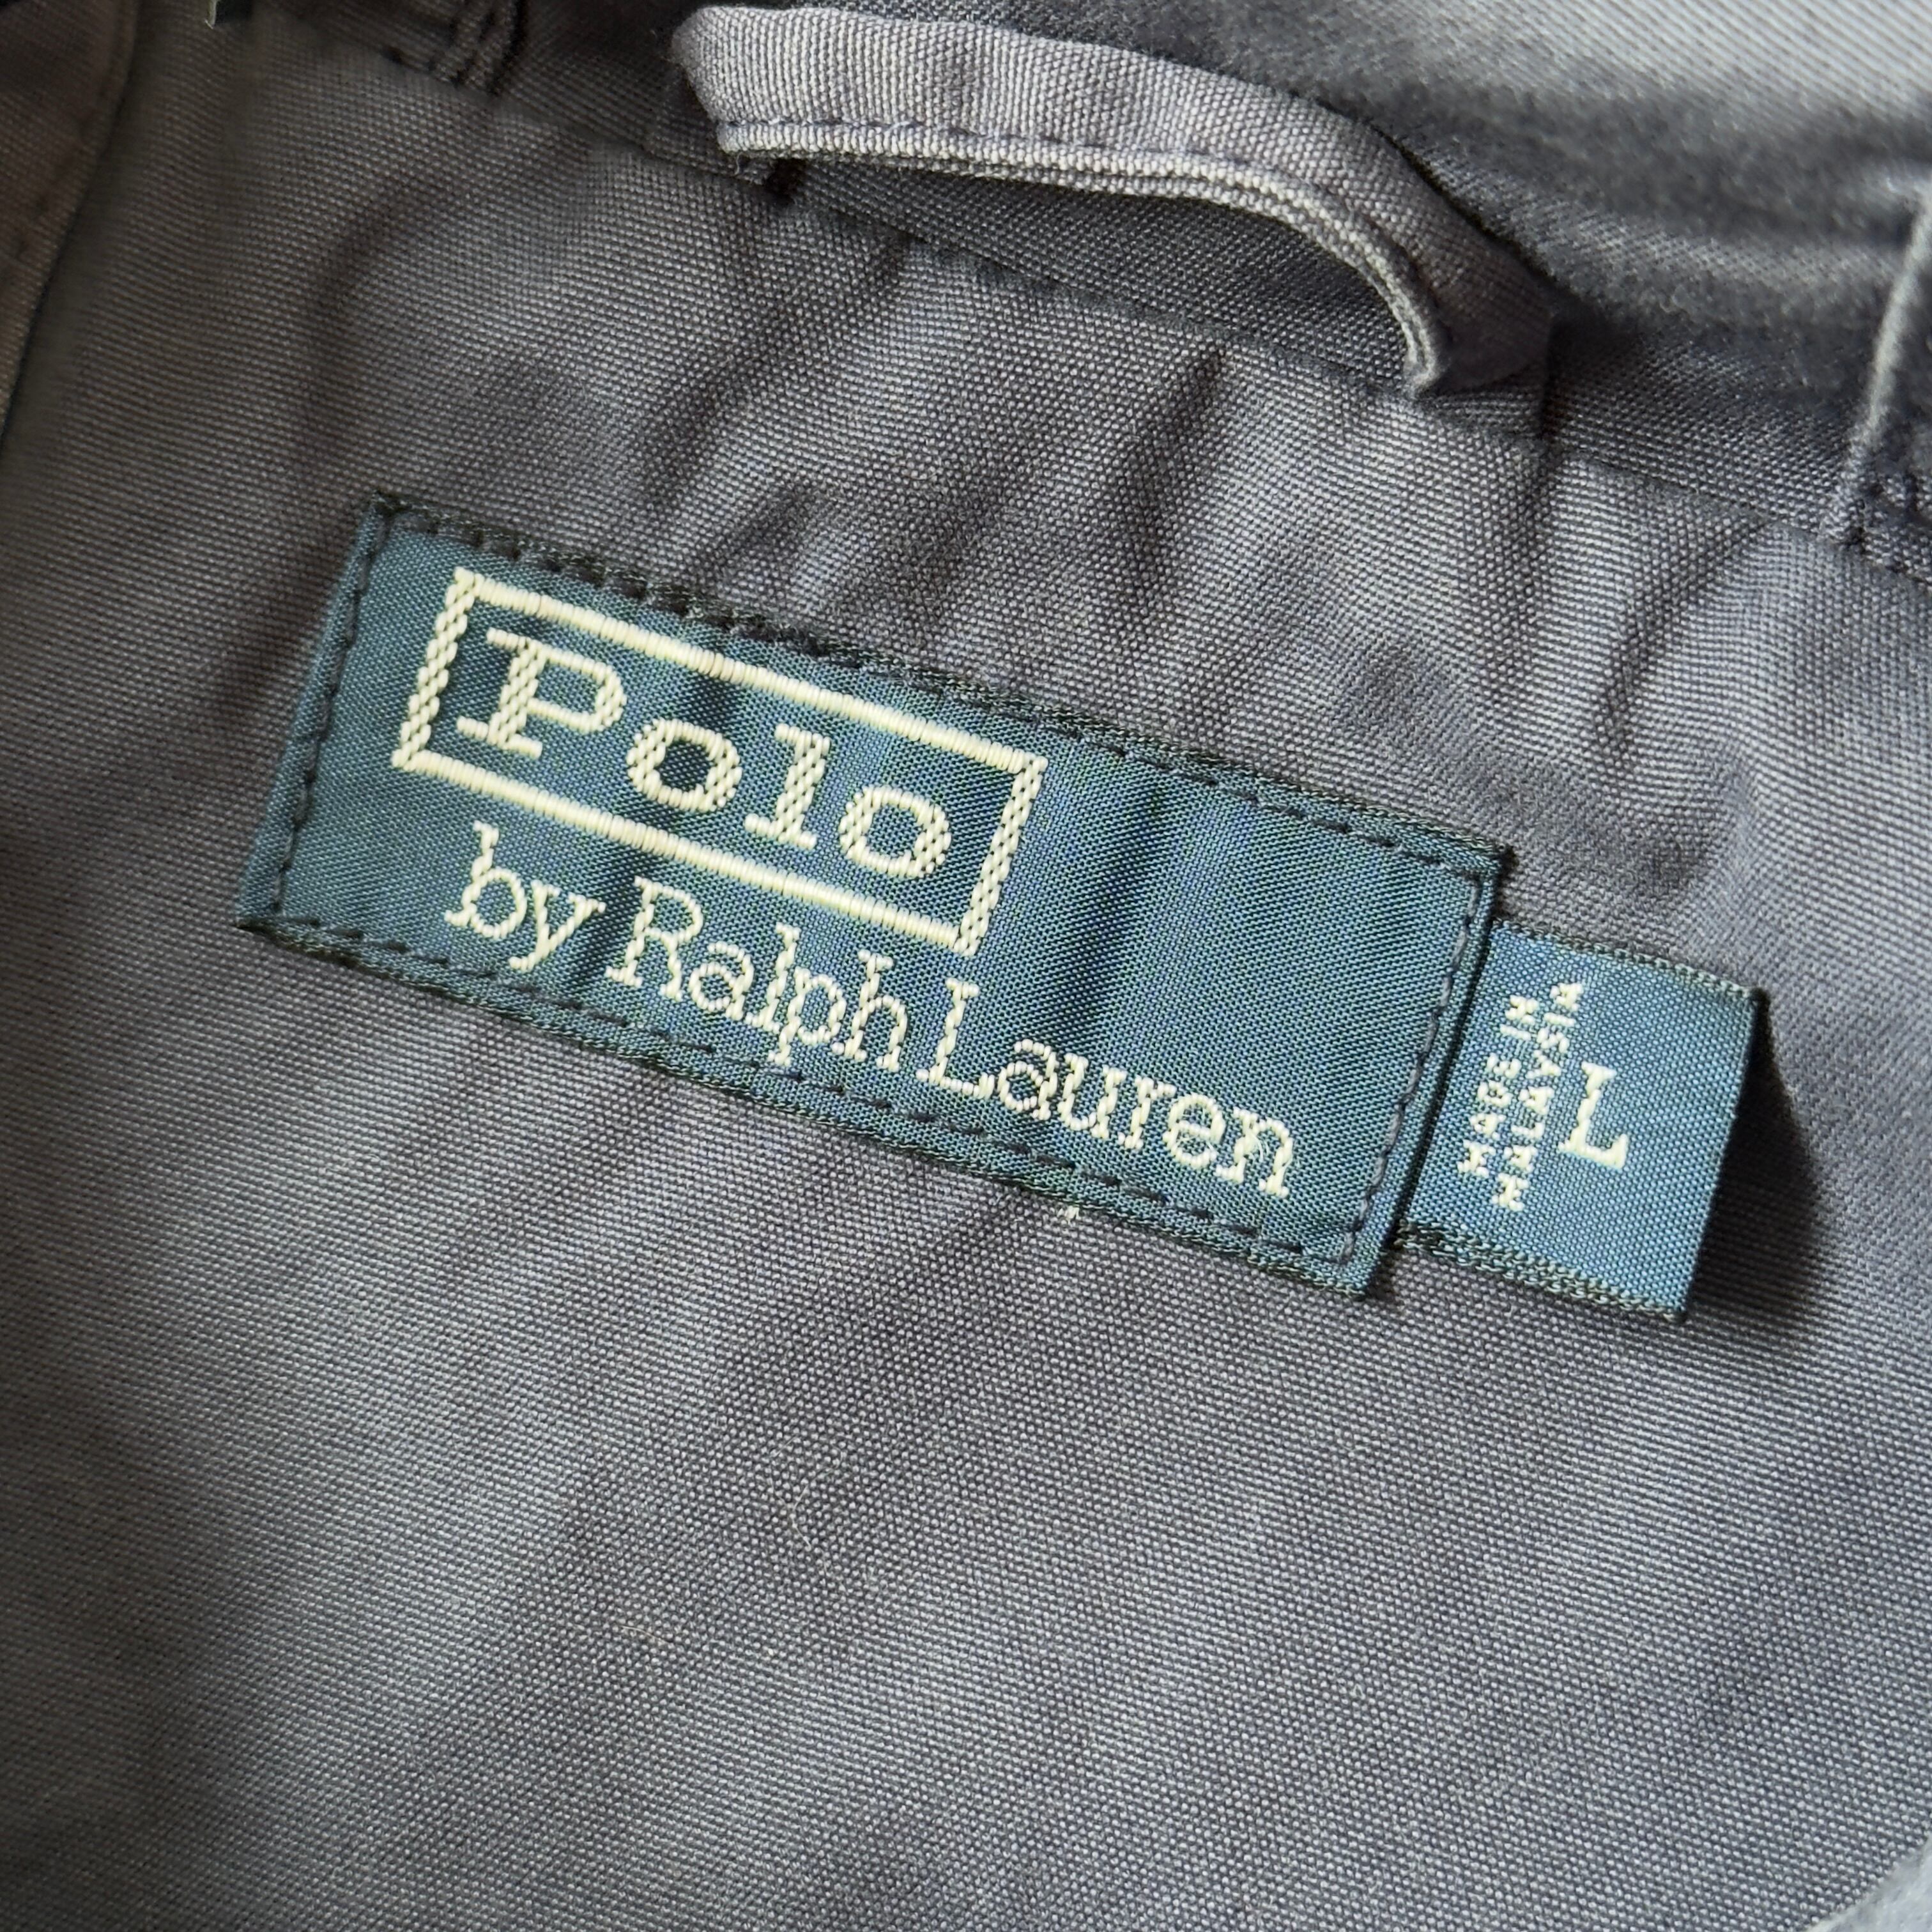 Polo
by Ralph Lauren
MADE IN
MALAYSIA
L